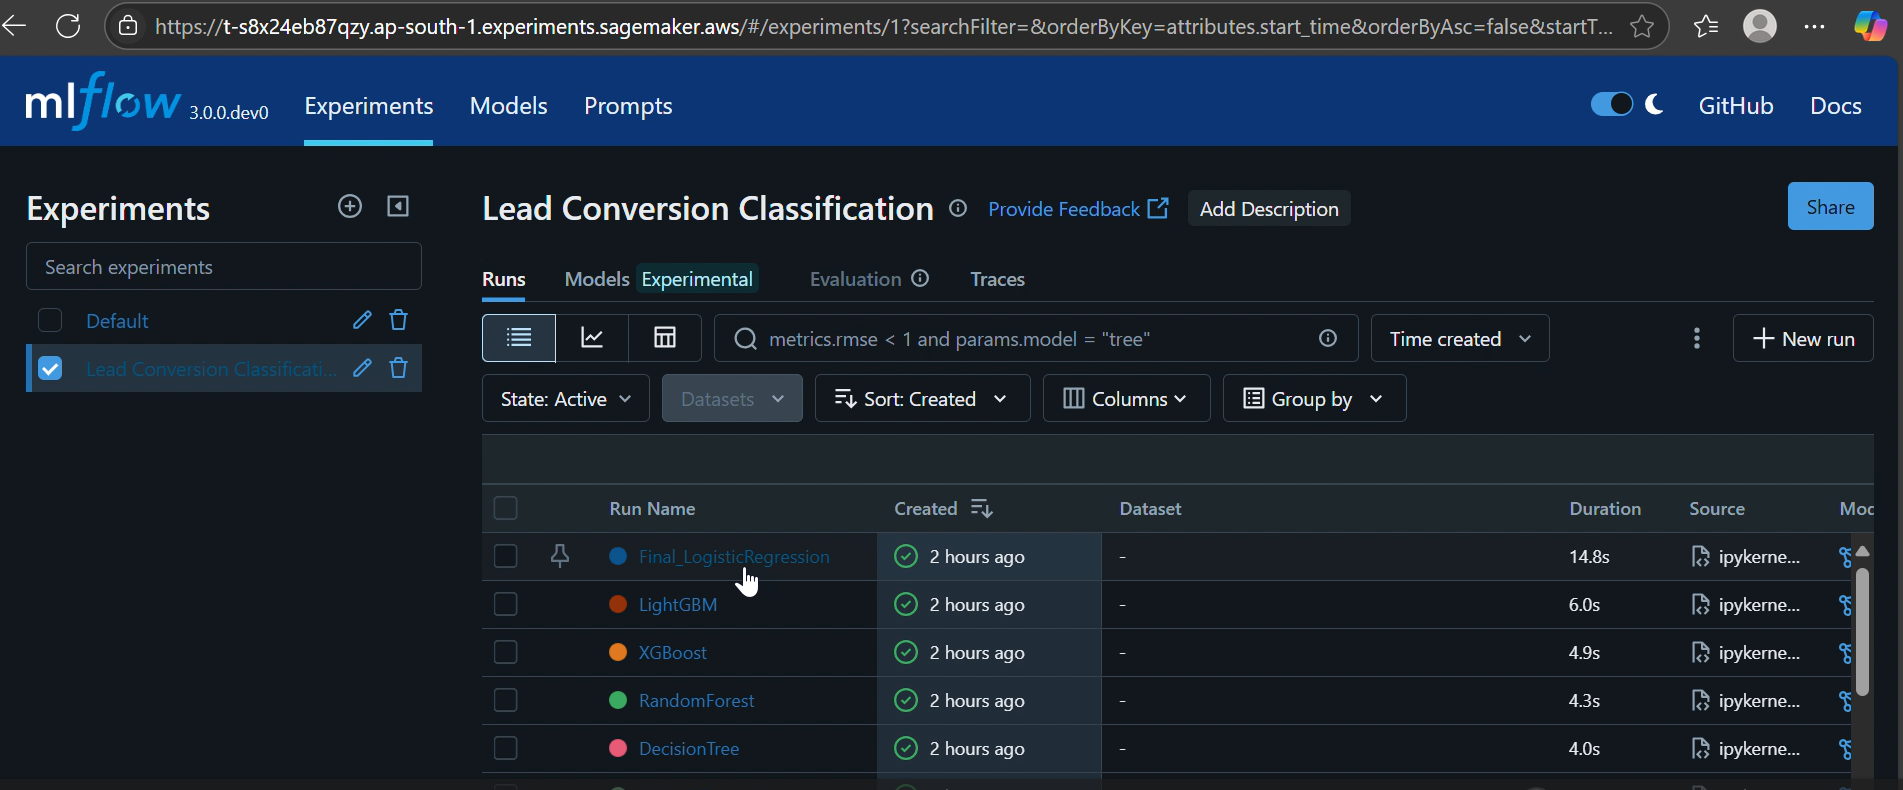 https://t-s8x24eb87qzy.ap-south-1.experiments.sagemaker.aws/#/experiments/1?searchFilter=&orderByKey=attributes.start_time&orderByAsc=false&startT...
mlflow 3.0.0.dev0 Experiments Models Prompts GitHub Docs
Experiments
Search experiments
Default
Lead Conversion Classificati...
Lead Conversion Classification Provide Feedback Add Description Share
Runs Models Experimental Evaluation Traces
metrics.rmse < 1 and params.model = "tree" Time created New run
State: Active Datasets Sort: Created Columns Group by
Run Name Created Dataset Duration Source Moc
Final_LogisticRegression 2 hours ago - 14.8s ipykerne...
LightGBM 2 hours ago - 6.0s ipykerne...
XGBoost 2 hours ago - 4.9s ipykerne...
RandomForest 2 hours ago - 4.3s ipykerne...
DecisionTree 2 hours ago - 4.0s ipykerne...